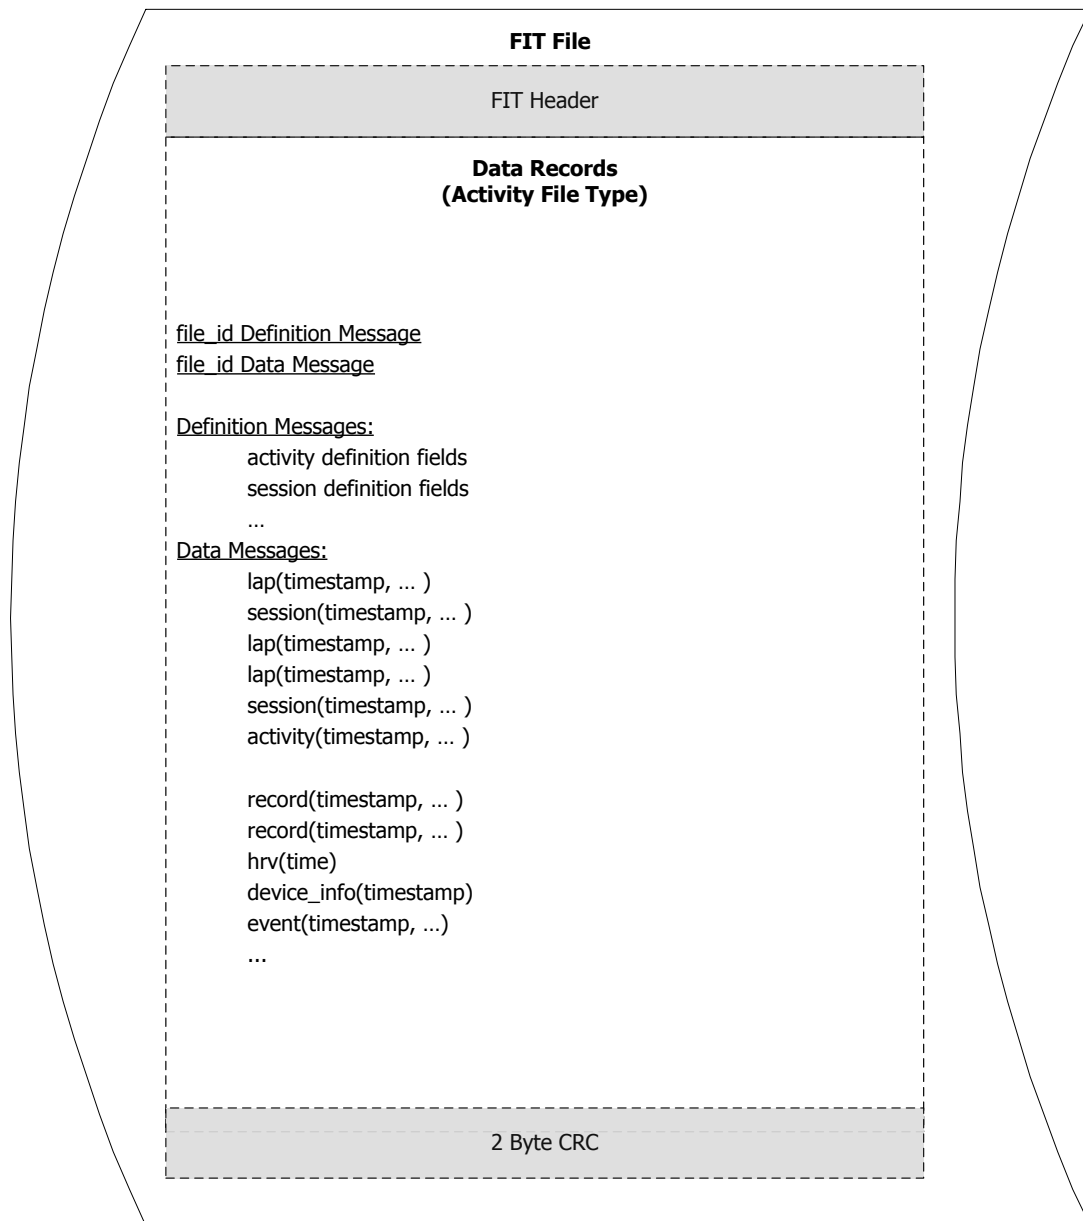 FIT File
FIT Header
Data Records
(Activity File Type)
file_id Definition Message
file_id Data Message
Definition Messages:
activity definition fields
session definition fields
…
Data Messages:
lap(timestamp, … )
session(timestamp, … )
lap(timestamp, … )
lap(timestamp, … )
session(timestamp, … )
activity(timestamp, … )
record(timestamp, … )
record(timestamp, … )
hrv(time)
device_info(timestamp)
event(timestamp, …)
...
2 Byte CRC